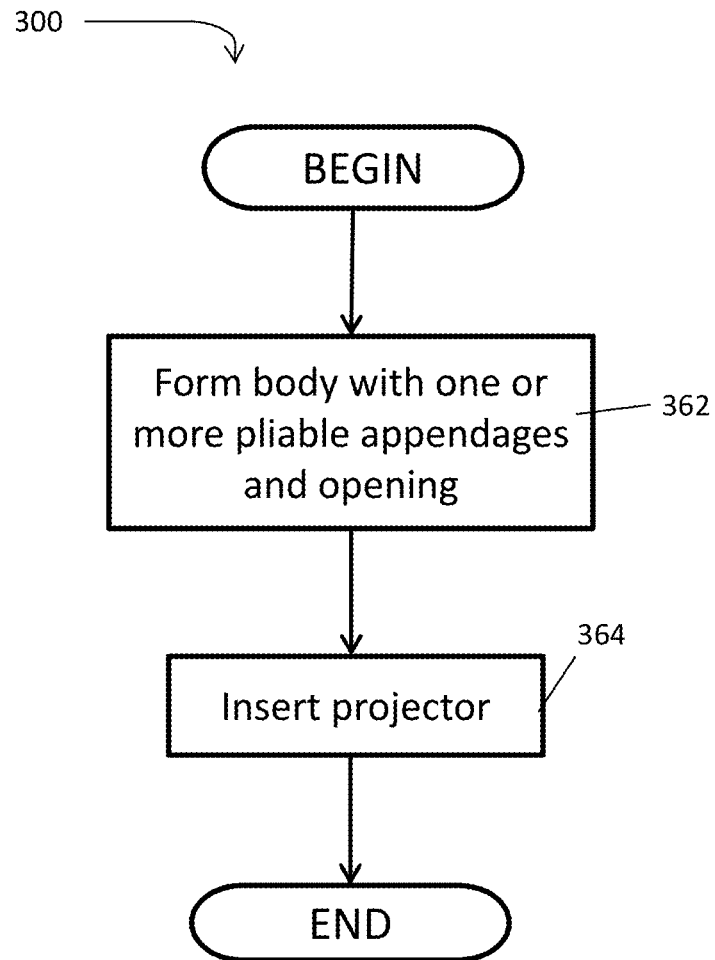 300
BEGIN
Form body with one or
more pliable appendages
and opening
362
364
Insert projector
END